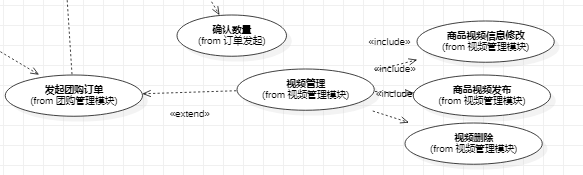 确认数量
(from 订单发起)
商品视频信息修改
(from 视频管理模块)
«include»
«include»
发起团购订单
(from 团购管理模块)
视频管理
(from 视频管理模块)
«include»
商品视频发布
(from 视频管理模块)
«extend»
视频删除
(from 视频管理模块)